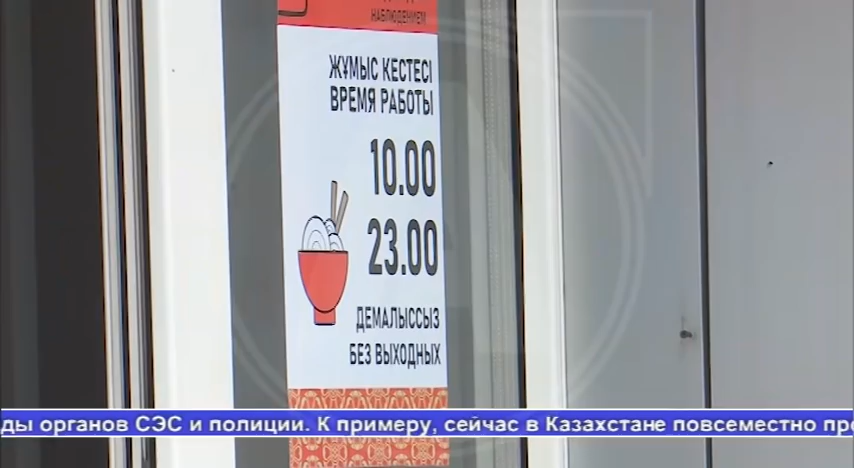 НАБЛЮДЕНИЕМ
ЖҰМЫС КЕСТЕСІ
ВРЕМЯ РАБОТЫ
10.00
23.00
ДЕМАЛЫССЫЗ
БЕЗ ВЫХОДНЫХ
ды органов СЭС и полиции. К примеру, сейчас в Казахстане повсеместно про